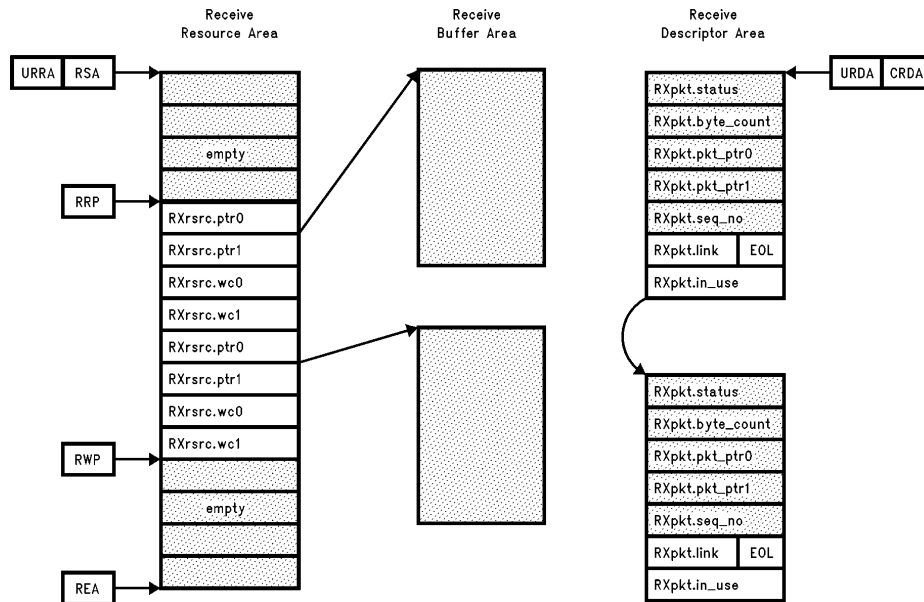 Receive
Resource Area
Receive
Buffer Area
Receive
Descriptor Area
URRA RSA
RRP
RWP
REA
empty
RXrsrc.ptr0
RXrsrc.ptr1
RXrsrc.wc0
RXrsrc.wc1
RXrsrc.ptr0
RXrsrc.ptr1
RXrsrc.wc0
RXrsrc.wc1
empty
URDA CRDA
RXpkt.status
RXpkt.byte_count
RXpkt.pkt_ptr0
RXpkt.pkt_ptr1
RXpkt.seq_no
RXpkt.link EOL
RXpkt.in_use
RXpkt.status
RXpkt.byte_count
RXpkt.pkt_ptr0
RXpkt.pkt_ptr1
RXpkt.seq_no
RXpkt.link EOL
RXpkt.in_use